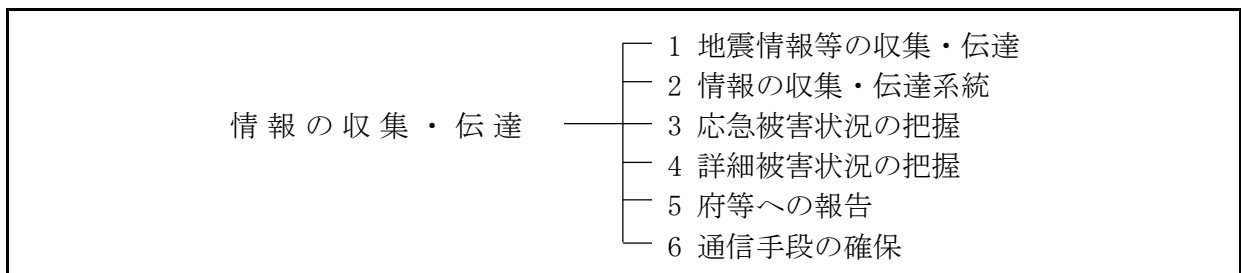 1 地震情報等の収集・伝達
2 情報の収集・伝達系統
情報の収集・伝達
3 応急被害状況の把握
4 詳細被害状況の把握
5 府等への報告
6 通信手段の確保